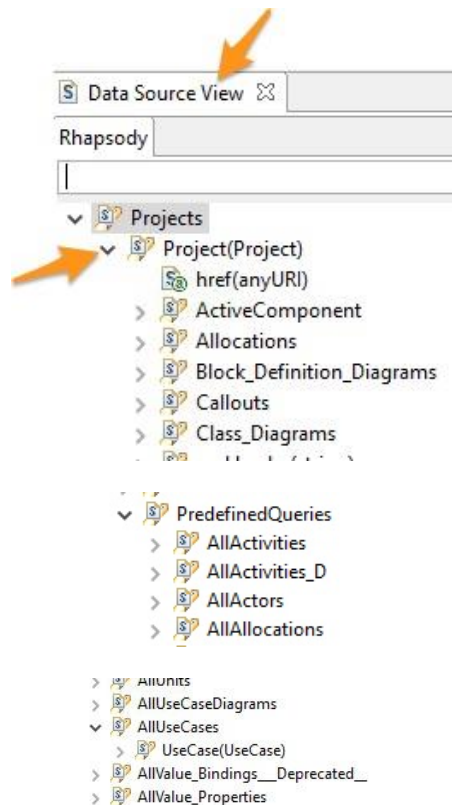 Data Source View
Rhapsody
Projects
Project(Project)
href(anyURI)
ActiveComponent
Allocations
Block_Definition_Diagrams
Callouts
Class_Diagrams
PredefinedQueries
AllActivities
AllActivities_D
AllActors
AllAllocations
AllUnits
AllUseCaseDiagrams
AllUseCases
UseCase(UseCase)
AllValue_Bindings__Deprecated_
AllValue_Properties